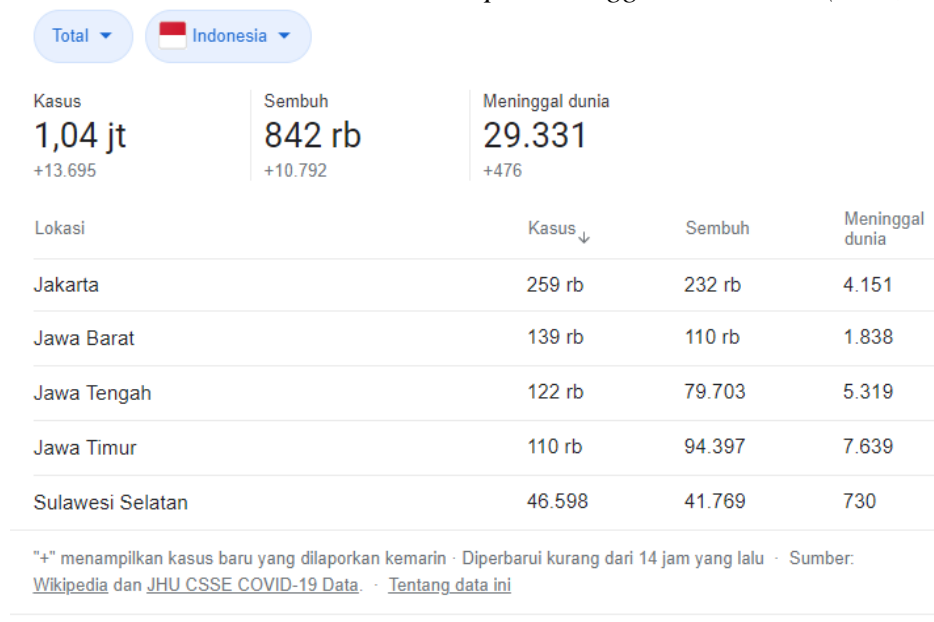 Total Indonesia
Kasus Sembuh Meninggal dunia
1,04 jt 842 rb 29.331
+13.695 +10.792 +476
Lokasi Kasus ↓ Sembuh Meninggal dunia
Jakarta 259 rb 232 rb 4.151
Jawa Barat 139 rb 110 rb 1.838
Jawa Tengah 122 rb 79.703 5.319
Jawa Timur 110 rb 94.397 7.639
Sulawesi Selatan 46.598 41.769 730
"+" menampilkan kasus baru yang dilaporkan kemarin · Diperbarui kurang dari 14 jam yang lalu · Sumber:
Wikipedia dan JHU CSSE COVID-19 Data. · Tentang data ini